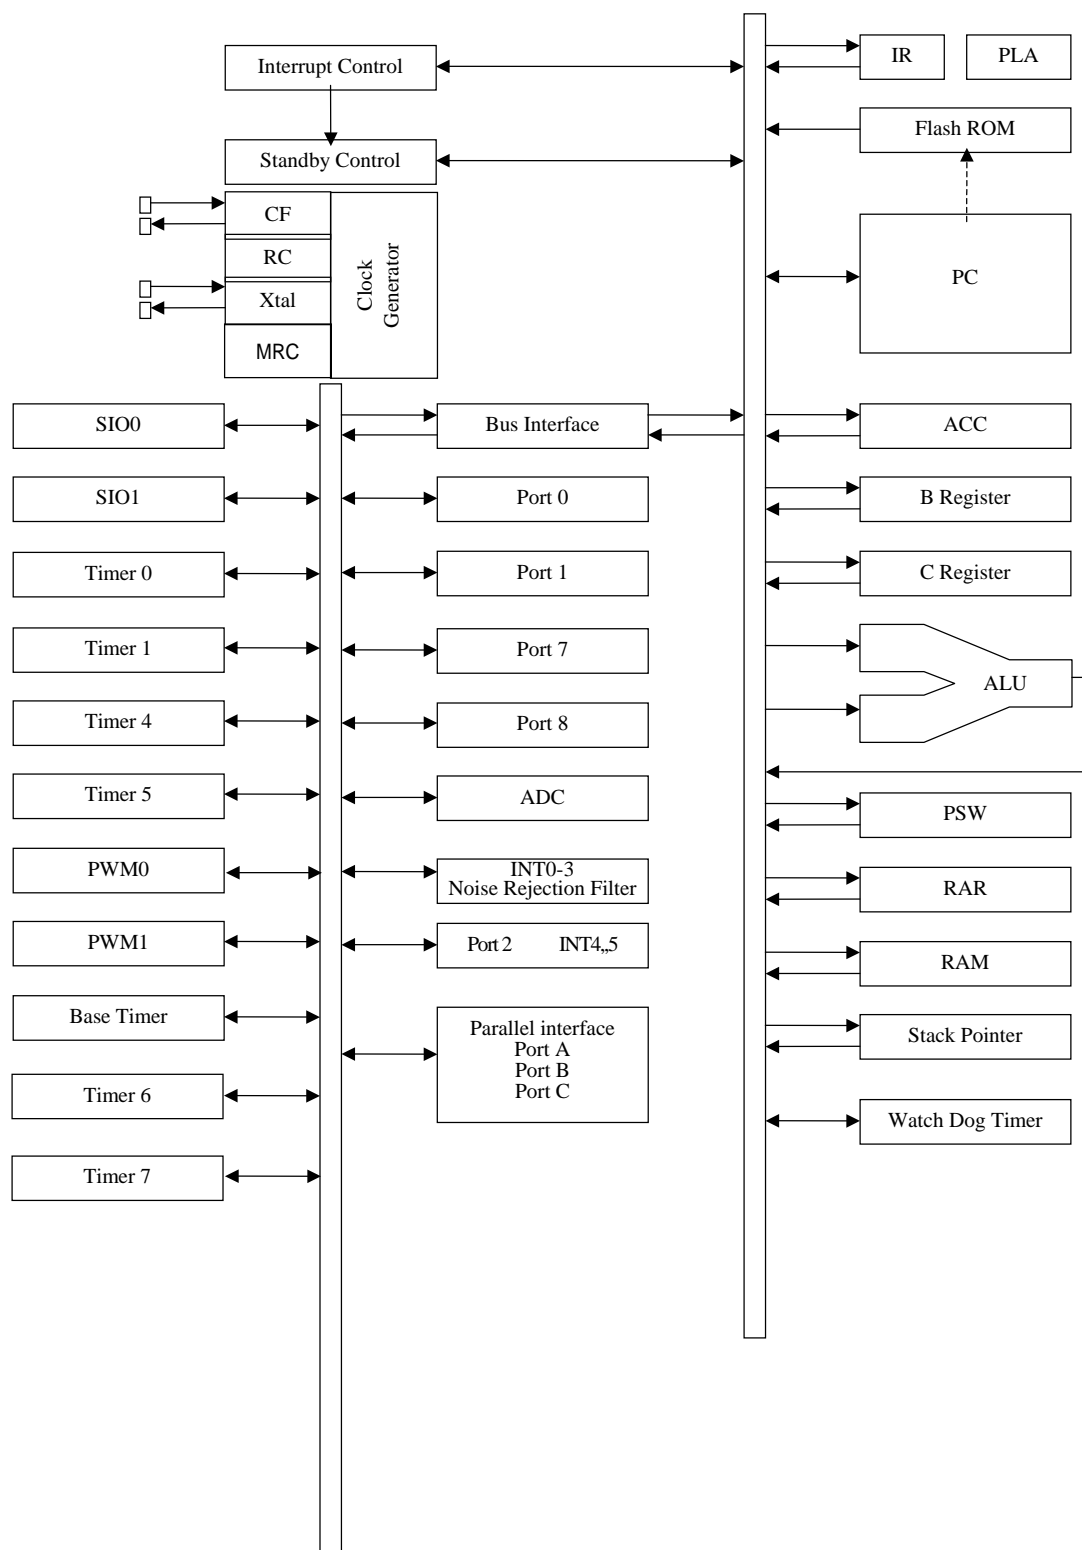 Interrupt Control
Standby Control
CF
RC
Xtal
MRC
Clock
Generator
IR
PLA
Flash ROM
PC
SIO0
SIO1
Timer 0
Timer 1
Timer 4
Timer 5
PWM0
PWM1
Base Timer
Timer 6
Timer 7
Bus Interface
Port 0
Port 1
Port 7
Port 8
ADC
INT0-3
Noise Rejection Filter
Port 2 INT4,,5
Parallel interface
Port A
Port B
Port C
ACC
B Register
C Register
ALU
PSW
RAR
RAM
Stack Pointer
Watch Dog Timer